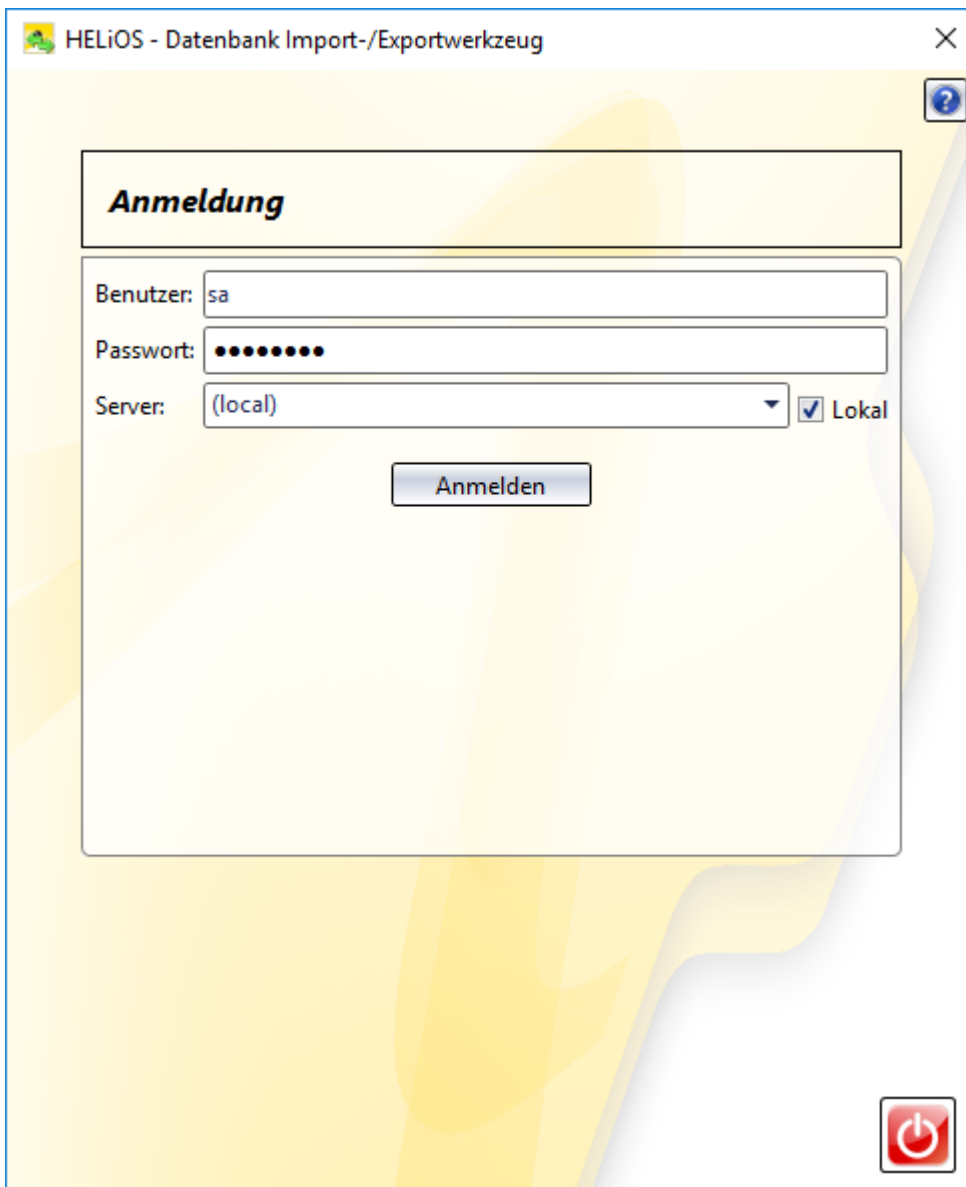 HELiOS - Datenbank Import-/Exportwerkzeug
Anmeldung
Benutzer: sa
Passwort: ••••••••
Server: (local) Lokal
Anmelden